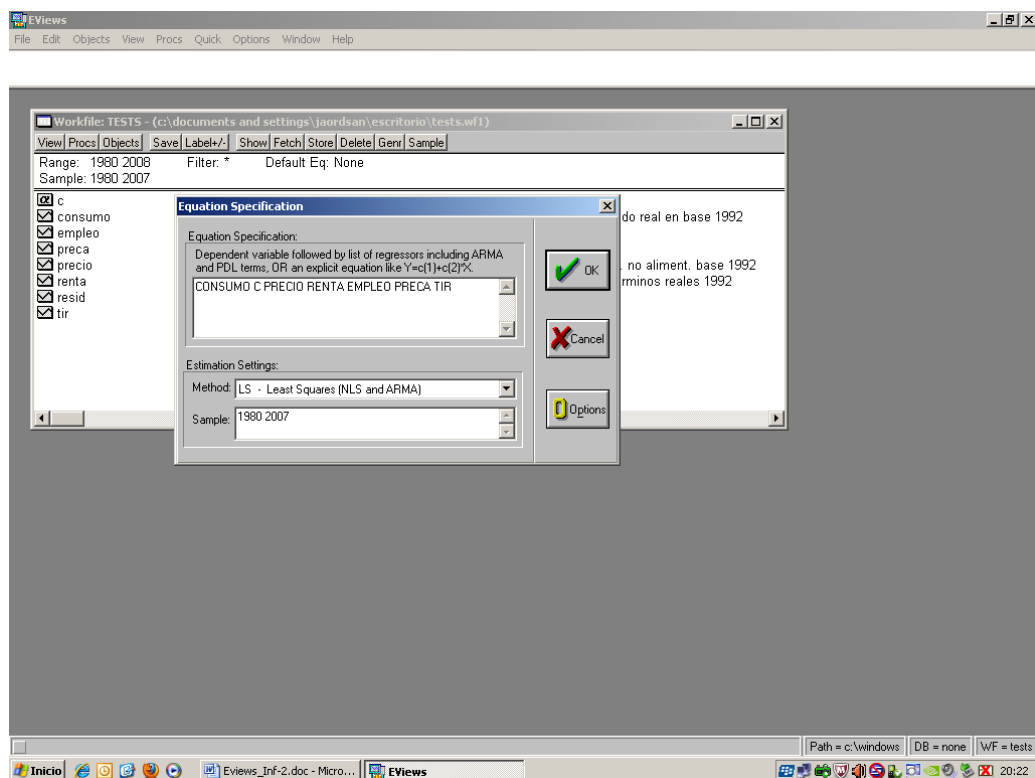 EViews
File Edit Objects View Procs Quick Options Window Help
Workfile: TESTS - (c:\documents and settings\jaordsan\escritorio\tests.wf1)
View Procs Objects Save Label+/- Show Fetch Store Delete Genr Sample
Range: 1980 2008 Filter: * Default Eq: None
Sample: 1980 2007
c
consumo
do real en base 1992
empleo
preca
precio
. no aliment. base 1992
renta
rminos reales 1992
resid
tir
Equation Specification
Equation Specification:
Dependent variable followed by list of regressors including ARMA
and PDL terms, OR an explicit equation like Y=c(1)+c(2)*X.
CONSUMO C PRECIO RENTA EMPLEO PRECA TIR
OK
Cancel
Options
Estimation Settings:
Method: LS - Least Squares (NLS and ARMA)
Sample: 1980 2007
Path = c:\windows DB = none WF = tests
Inicio Eviews_Inf-2.doc - Micro... EViews 20:22